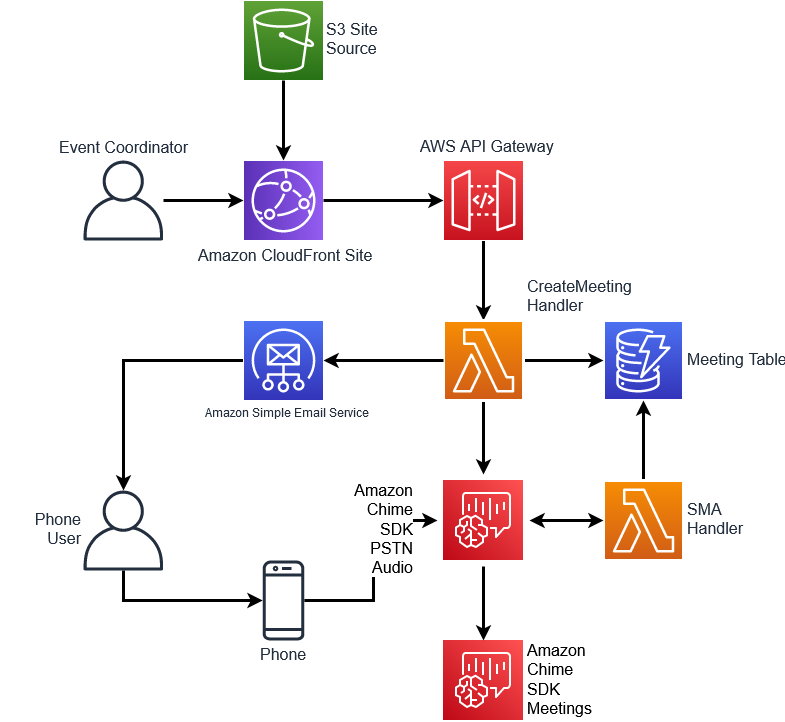 S3 Site
Source
Event Coordinator
AWS API Gateway
</>
Amazon CloudFront Site
CreateMeeting
Handler
Meeting Table
Amazon Simple Email Service
Amazon
Chime
SDK
PSTN
Audio
SMA
Handler
Phone
User
Phone
Amazon
Chime
SDK
Meetings